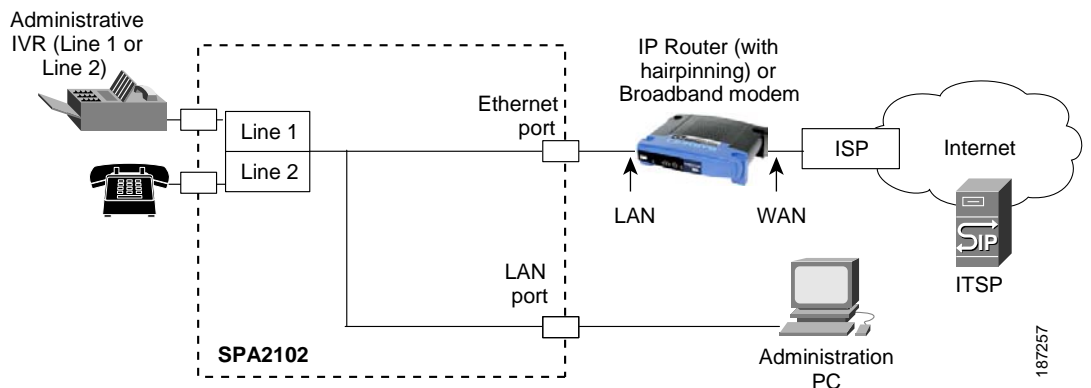 Administrative
IVR (Line 1 or
Line 2)
Line 1
Line 2
Ethernet
port
IP Router (with
hairpinning) or
Broadband modem
LAN
WAN
ISP
Internet
SIP
ITSP
LAN
port
SPA2102
Administration
PC
187257